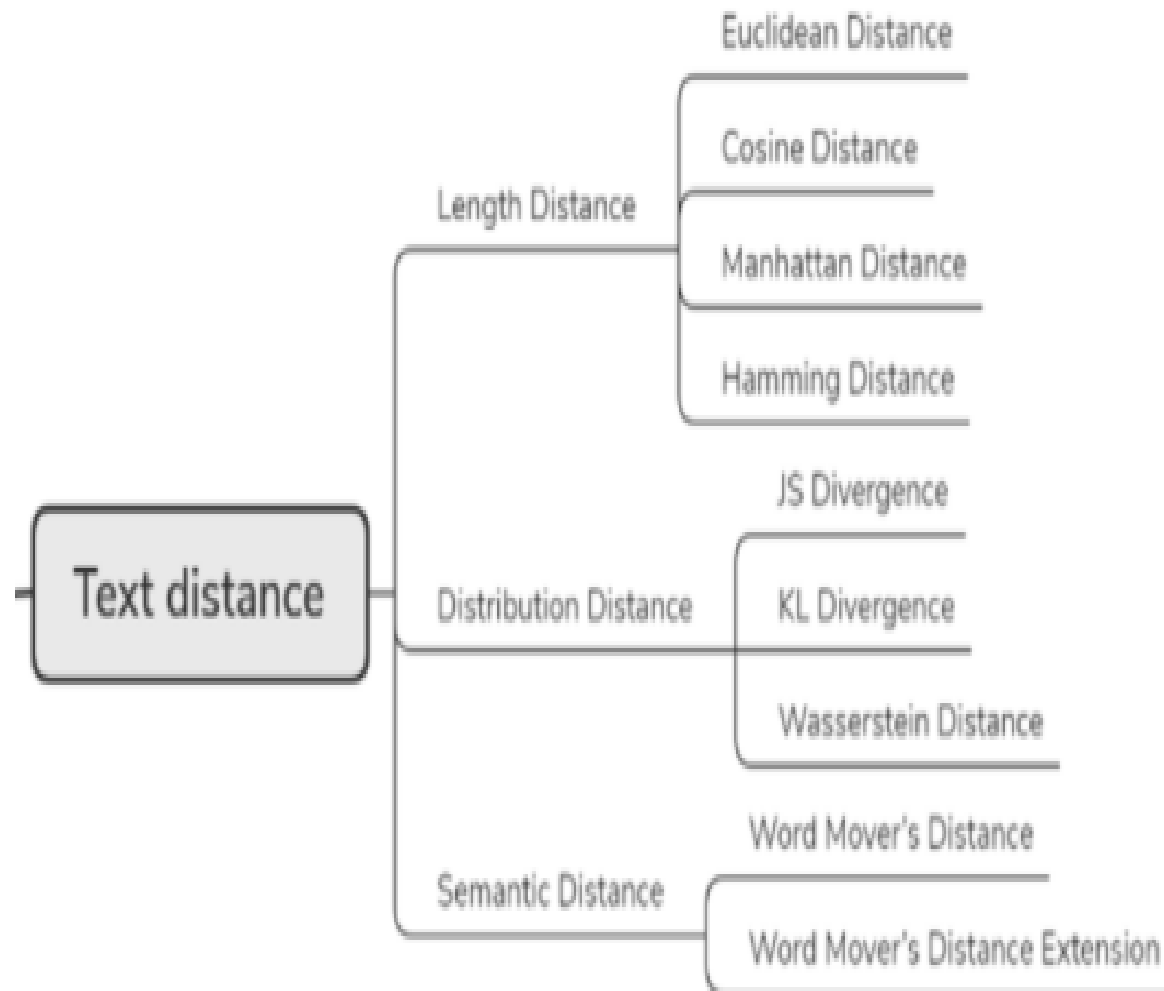 Text distance
Length Distance
Euclidean Distance
Cosine Distance
Manhattan Distance
Hamming Distance
Distribution Distance
JS Divergence
KL Divergence
Wasserstein Distance
Semantic Distance
Word Mover's Distance
Word Mover's Distance Extension